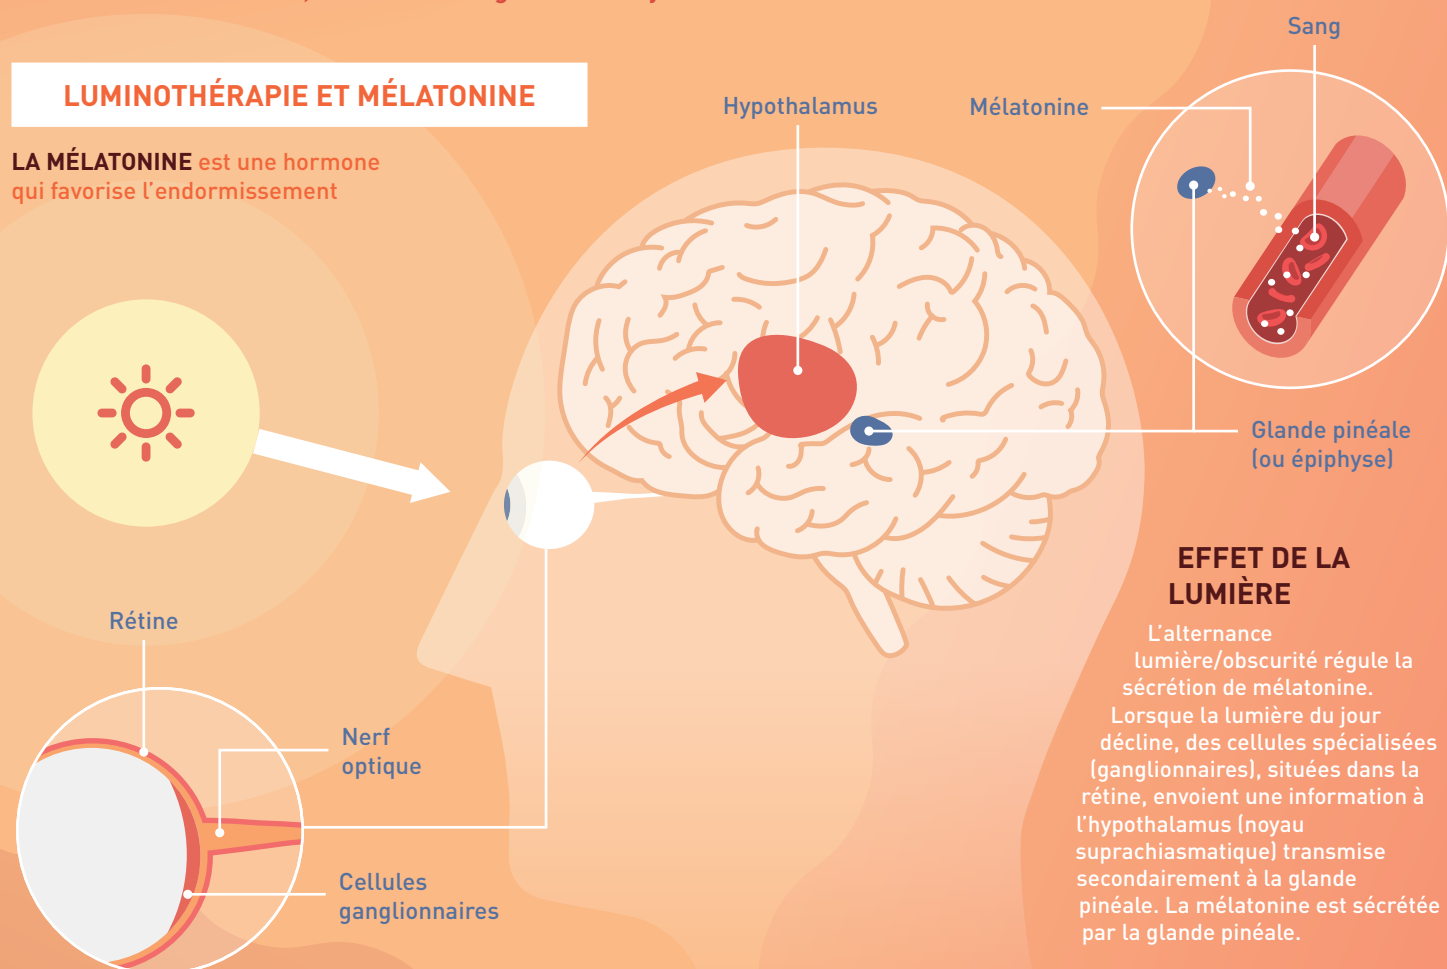 LUMINOTHÉRAPIE ET MÉLATONINE
LA MÉLATONINE est une hormone
qui favorise l'endormissement
Hypothalamus
Mélatonine
Sang
Glande pinéale
(ou épiphyse)
Rétine
Nerf
optique
Cellules
ganglionnaires
EFFET DE LA
LUMIÈRE
L'alternance
lumière/obscurité régule la
sécrétion de mélatonine.
Lorsque la lumière du jour
décline, des cellules spécialisées
(ganglionnaires), situées dans la
rétine, envoient une information à
l'hypothalamus (noyau
suprachiasmatique) transmise
secondairement à la glande
pinéale. La mélatonine est sécrétée
par la glande pinéale.